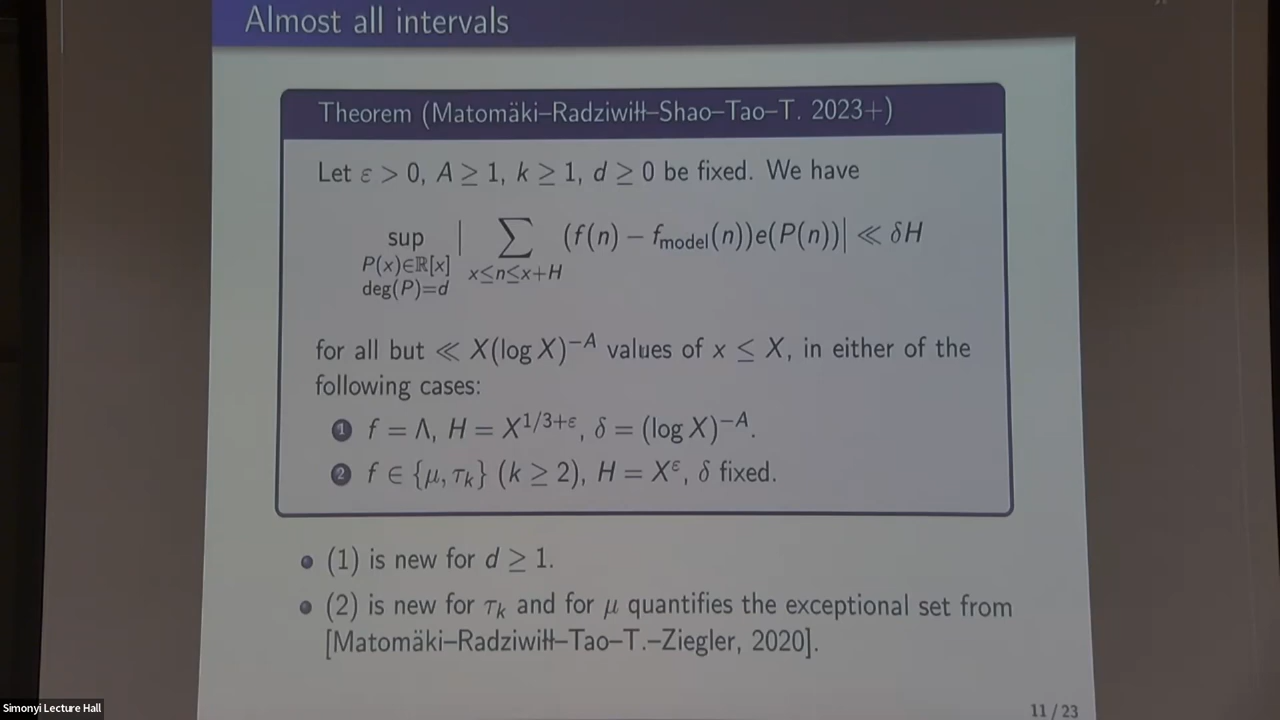 Almost all intervals
Theorem (Matomäki–Radziwiłł–Shao–Tao–T. 2023+)
Let ε > 0, A ≥ 1, k ≥ 1, d ≥ 0 be fixed. We have
sup | ∑ (f(n) − f_model(n))e(P(n))| ≪ δH
P(x)∈ℝ[x] x≤n≤x+H
deg(P)=d
for all but ≪ X(log X)^{−A} values of x ≤ X, in either of the
following cases:
1 f = Λ, H = X^{1/3+ε}, δ = (log X)^{−A}.
2 f ∈ {μ, τ_k} (k ≥ 2), H = X^ε, δ fixed.
• (1) is new for d ≥ 1.
• (2) is new for τ_k and for μ quantifies the exceptional set from
[Matomäki–Radziwiłł–Tao–T.–Ziegler, 2020].
11 / 23
Simonyi Lecture Hall